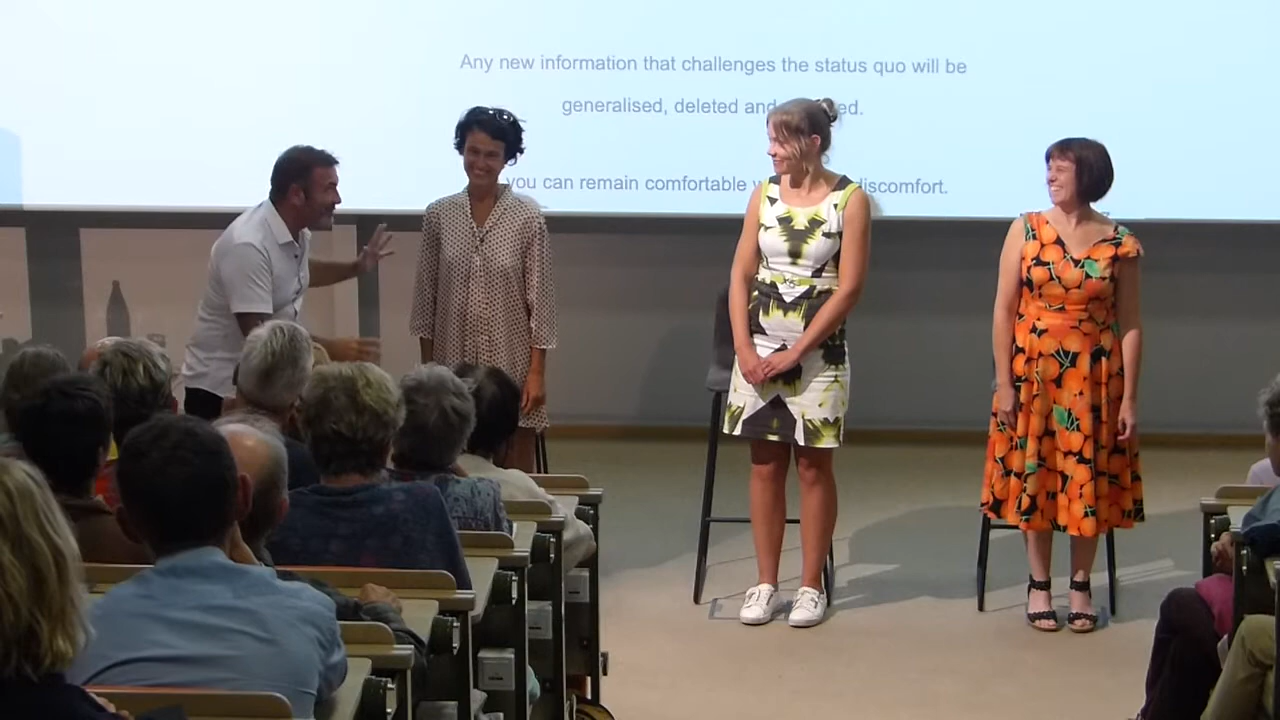 Any new information that challenges the status quo will be
generalised, deleted and
you can remain comfortable discomfort.